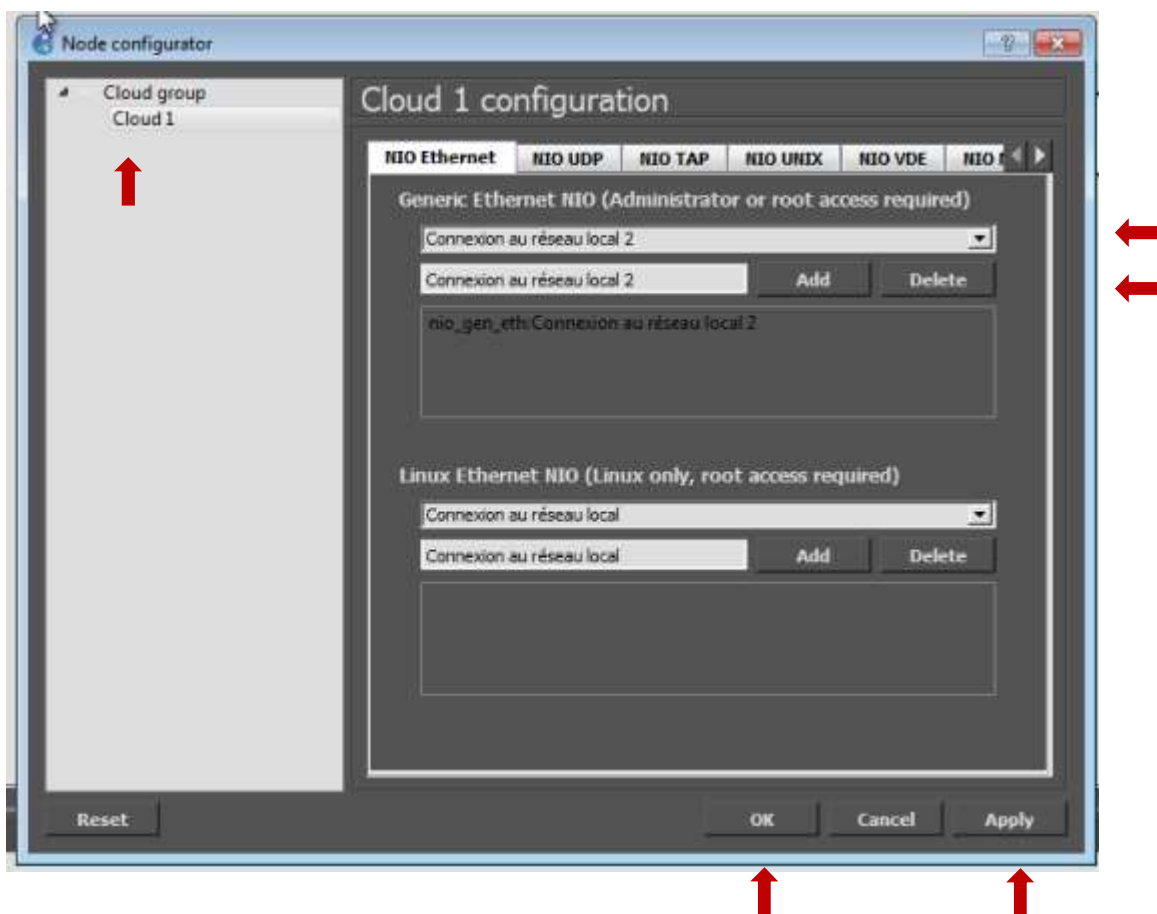 Node configurator
Cloud group
Cloud 1
Cloud 1 configuration
NIO Ethernet NIO UDP NIO TAP NIO UNIX NIO VDE NIO
Generic Ethernet NIO (Administrator or root access required)
Connexion au réseau local 2
Connexion au réseau local 2 Add Delete
nio_gen_eth:Connexion au réseau local 2
Linux Ethernet NIO (Linux only, root access required)
Connexion au réseau local
Connexion au réseau local Add Delete
Reset OK Cancel Apply